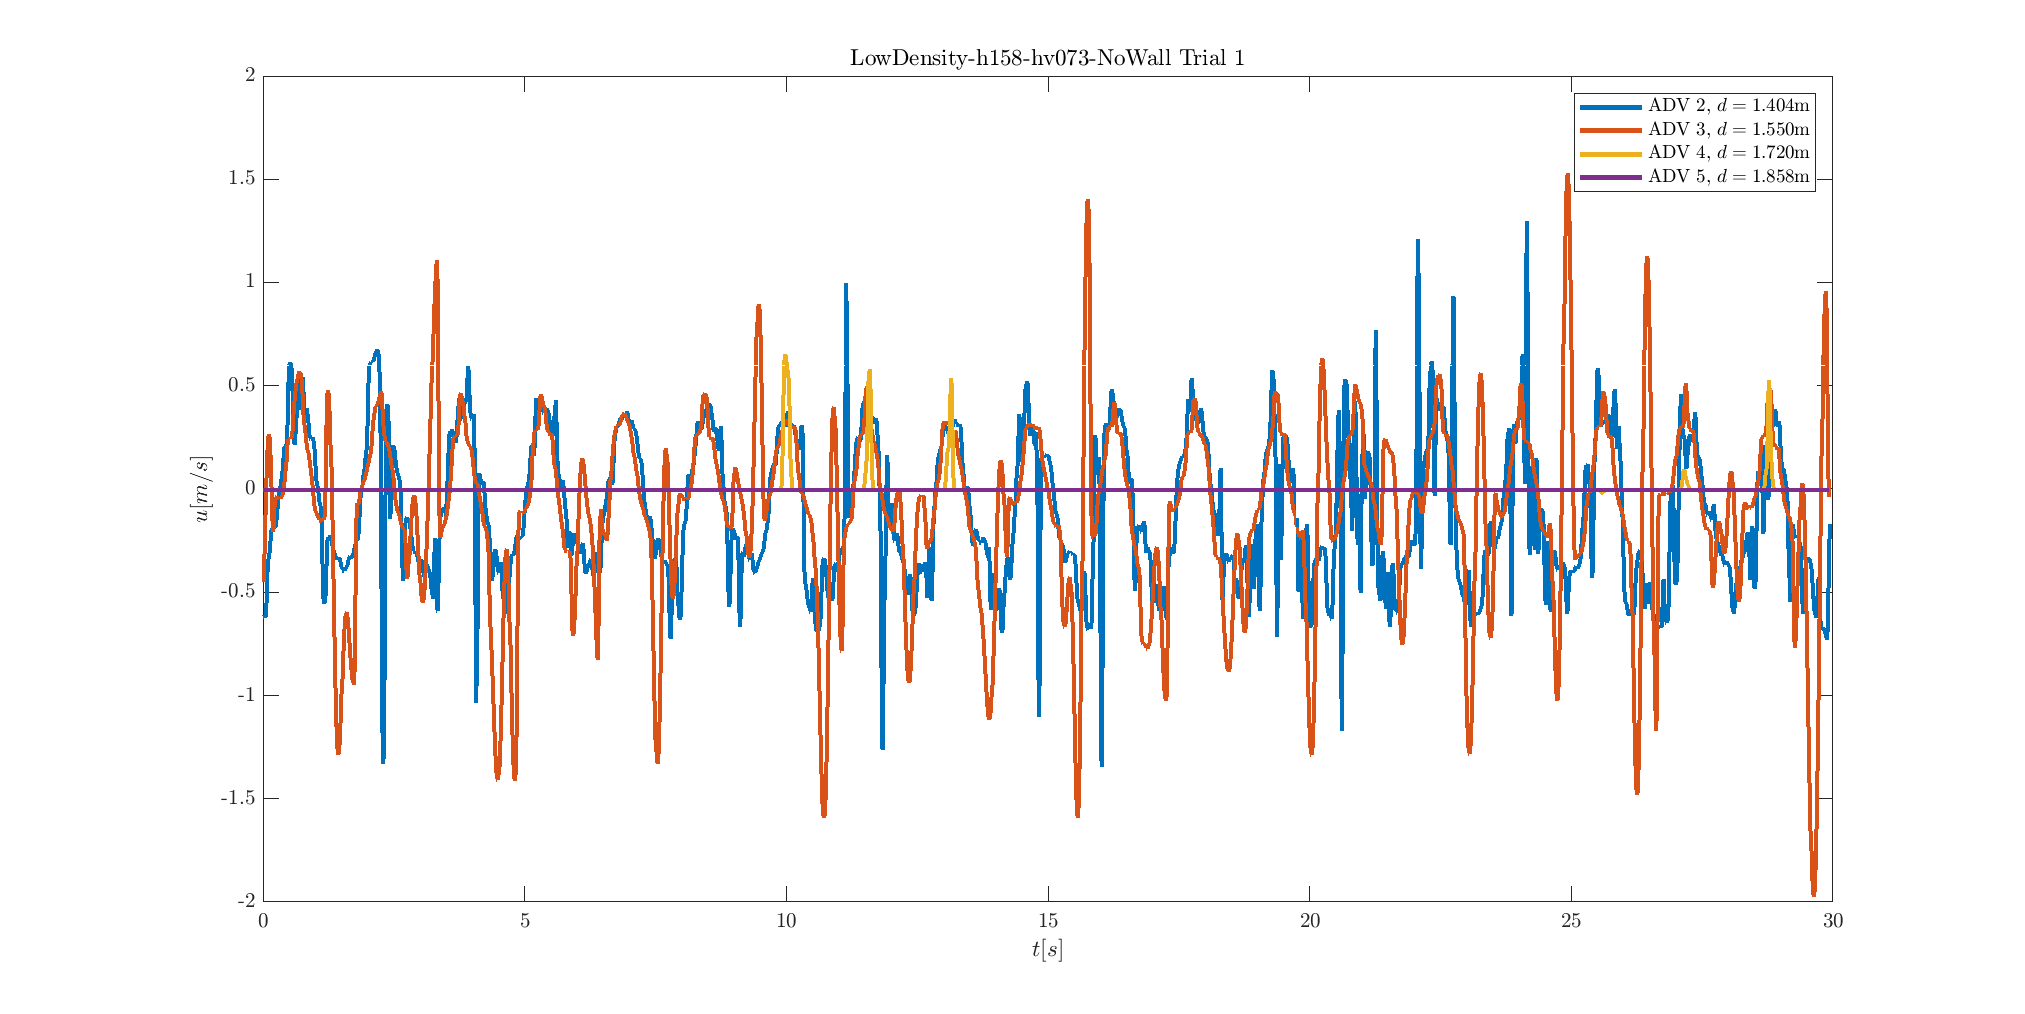 LowDensity-h158-hv073-NoWall Trial 1
2
1.5
1
0.5
0
-0.5
-1
-1.5
-2
u[m/s]
ADV 2, d = 1.404m
ADV 3, d = 1.550m
ADV 4, d = 1.720m
ADV 5, d = 1.858m
0 5 10 15 20 25 30
t[s]